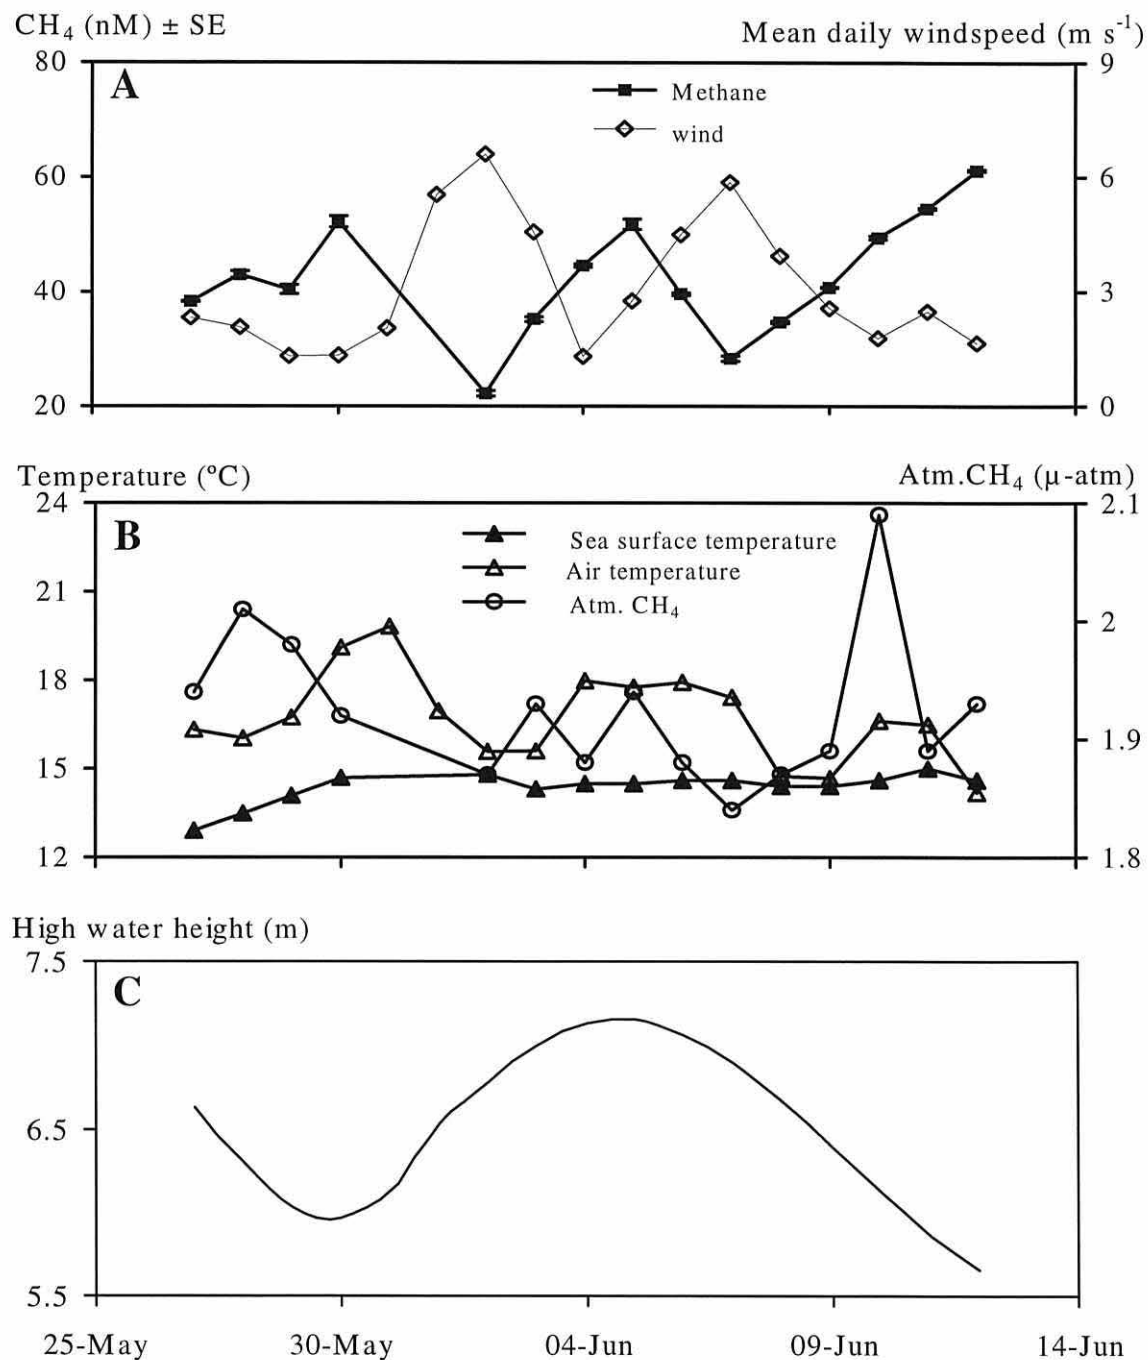 CH₄ (nM) ± SE
Mean daily windspeed (m s⁻¹)
80
9
A
Methane
wind
60
6
40
3
20
0
Temperature (ºC)
Atm.CH₄ (μ-atm)
24
2.1
B
Sea surface temperature
Air temperature
Atm. CH₄
21
2
18
1.9
15
12
1.8
High water height (m)
7.5
C
6.5
5.5
25-May
30-May
04-Jun
09-Jun
14-Jun